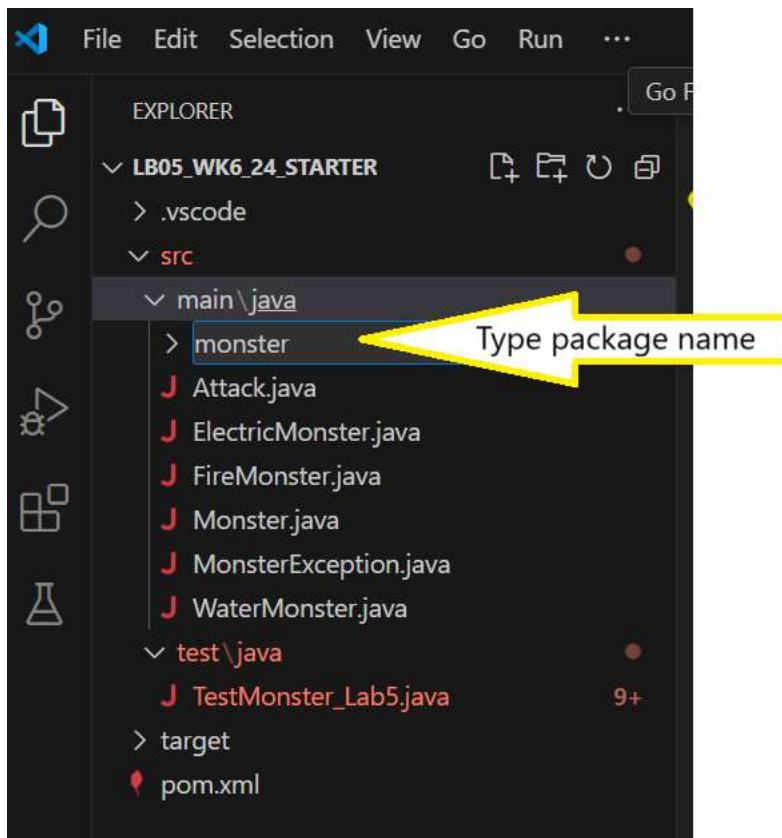 File Edit Selection View Go Run ...
Go F
EXPLORER
LB05_WK6_24_STARTER
.vscode
src
main\java
monster
Type package name
Attack.java
ElectricMonster.java
FireMonster.java
Monster.java
MonsterException.java
WaterMonster.java
test\java
TestMonster_Lab5.java 9+
target
pom.xml